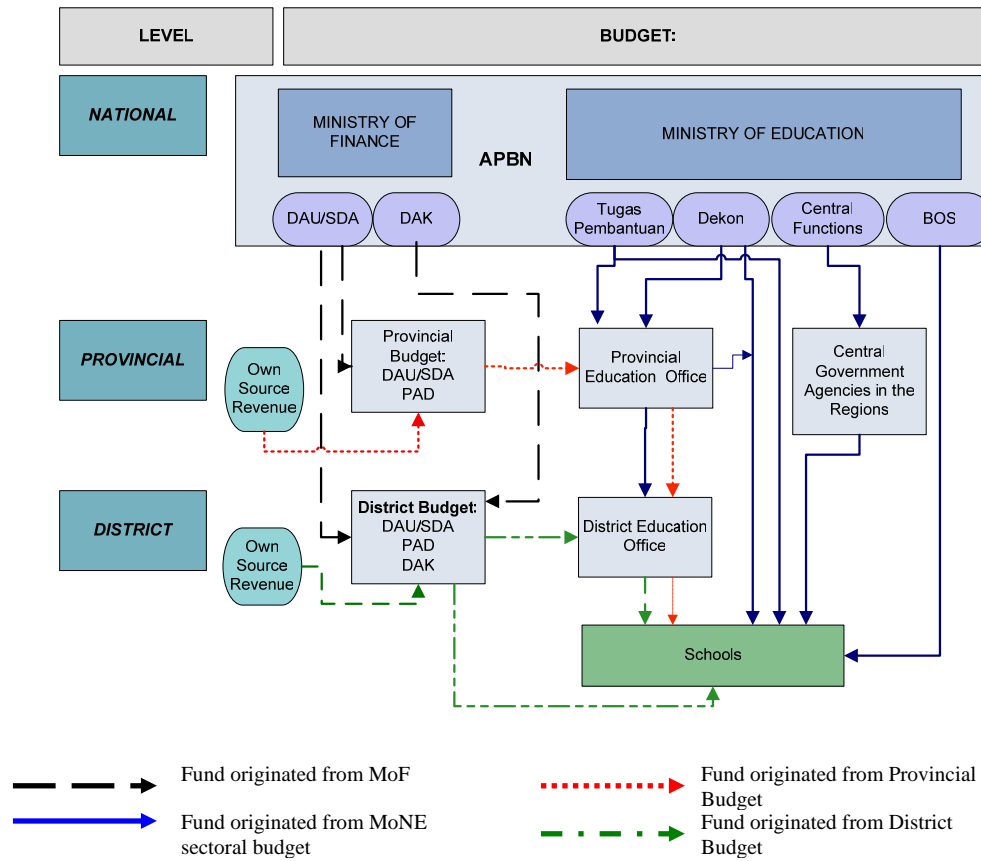 LEVEL
BUDGET:
NATIONAL
MINISTRY OF
FINANCE
APBN
MINISTRY OF EDUCATION
DAU/SDA
DAK
Tugas
Pembantuan
Dekon
Central
Functions
BOS
PROVINCIAL
Own
Source
Revenue
Provincial
Budget:
DAU/SDA
PAD
Provincial
Education Office
Central
Government
Agencies in the
Regions
DISTRICT
Own
Source
Revenue
District Budget:
DAU/SDA
PAD
DAK
District Education
Office
Schools
Fund originated from MoF
Fund originated from MoNE
sectoral budget
Fund originated from Provincial
Budget
Fund originated from District
Budget